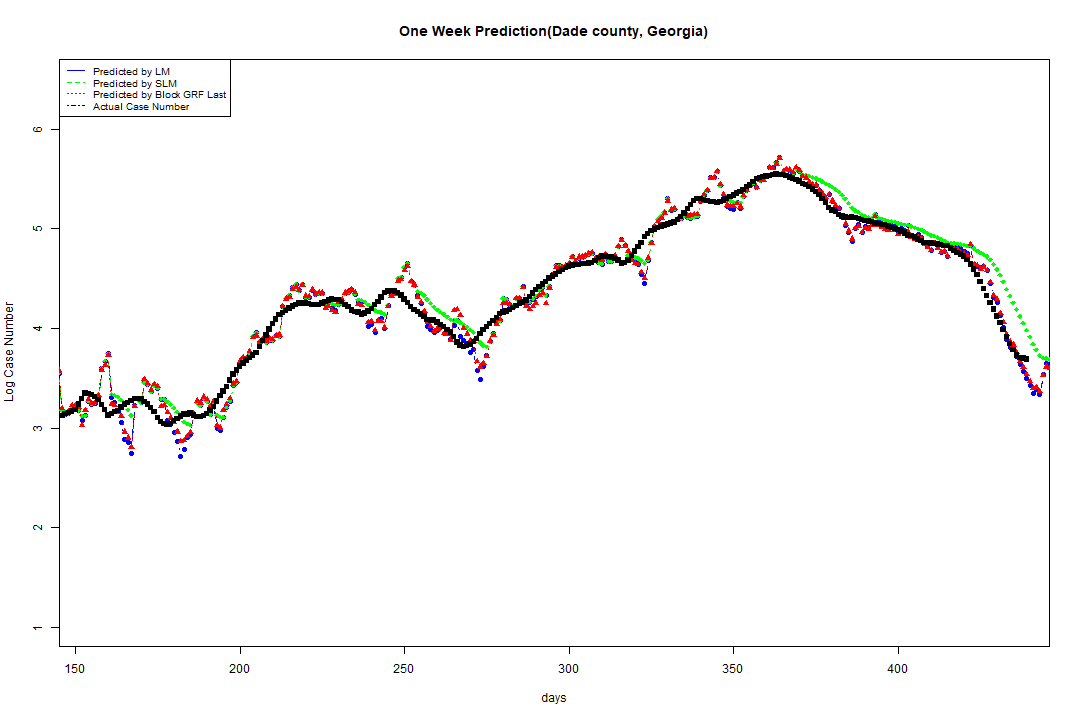 One Week Prediction(Dade county, Georgia)
Predicted by LM
Predicted by SLM
Predicted by Block GRF Last
Actual Case Number
6
5
4
3
2
1
Log Case Number
150 200 250 300 350 400
days